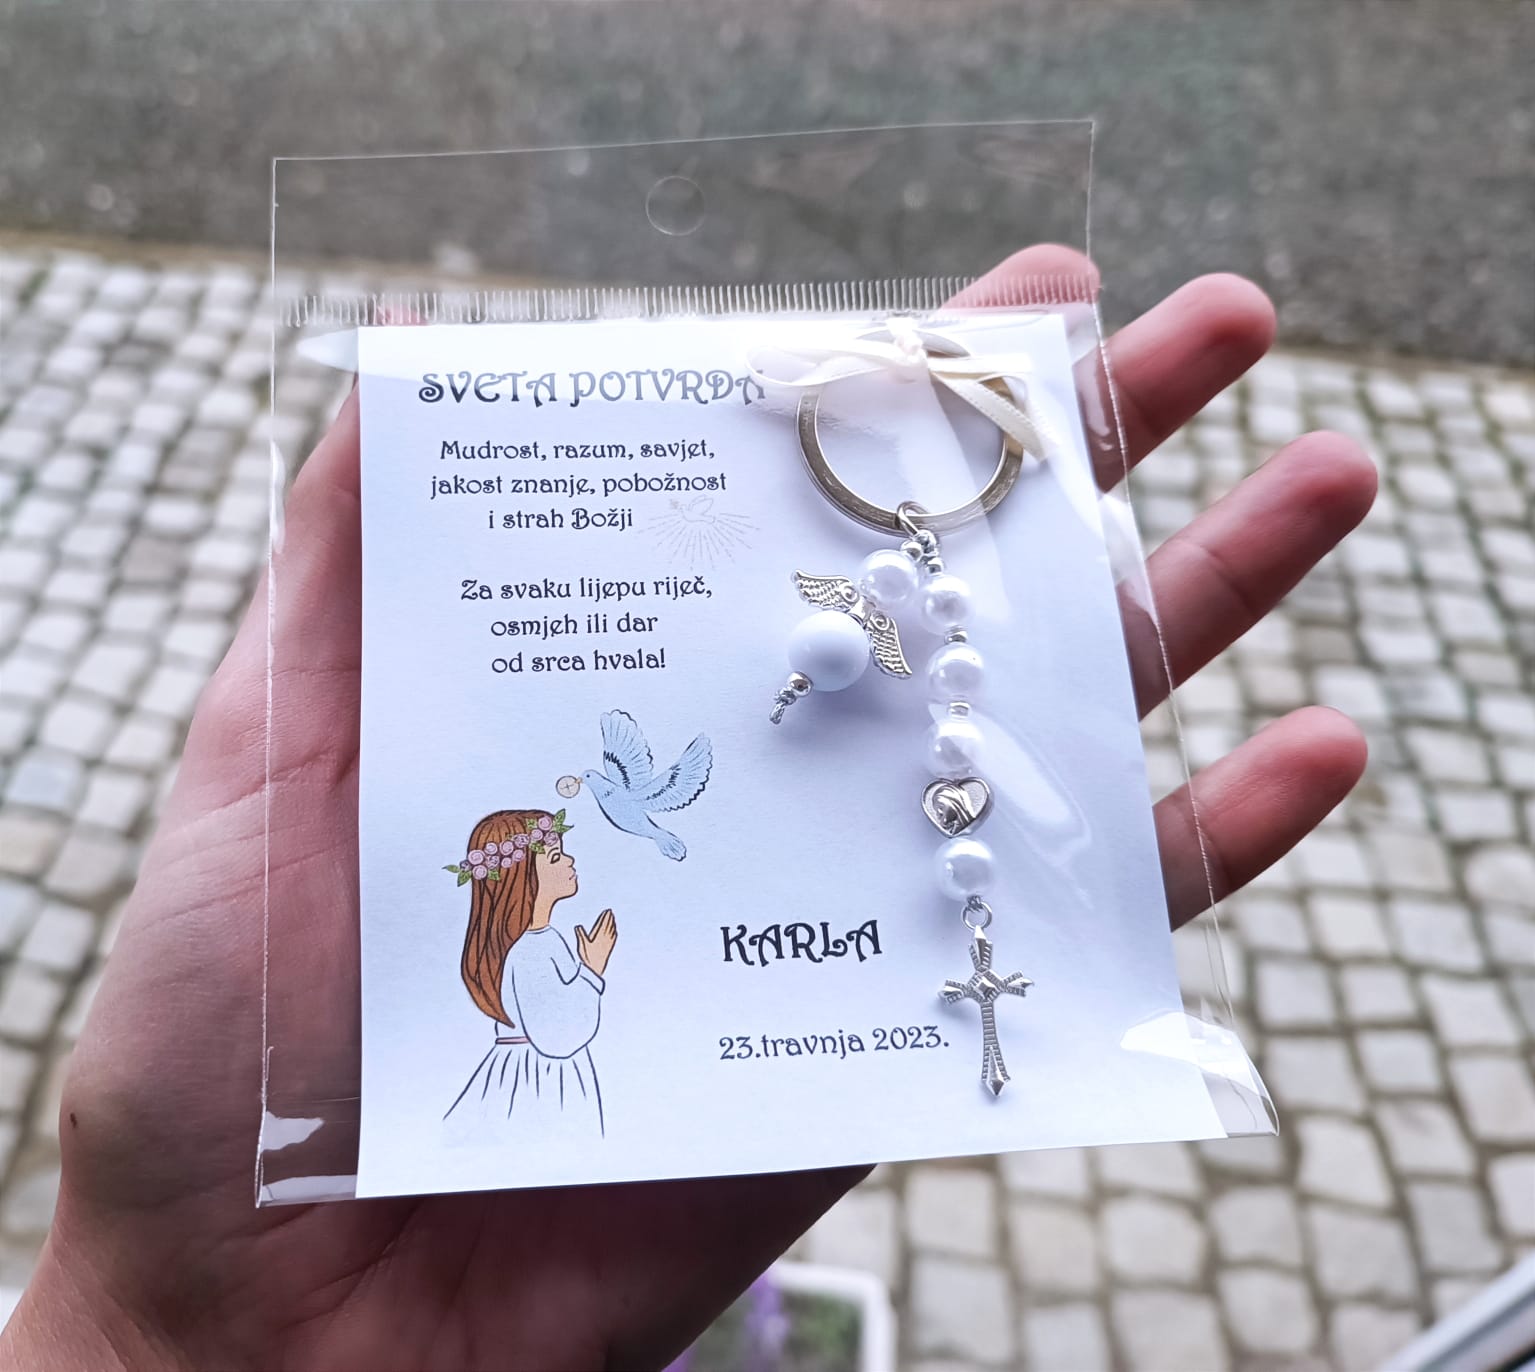 SVETA POTVRDA
Mudrost, razum, savjet,
jakost znanje, pobožnost
i strah Božji
Za svaku lijepu riječ,
osmjeh ili dar
od srca hvala!
KARLA
23.travnja 2023.